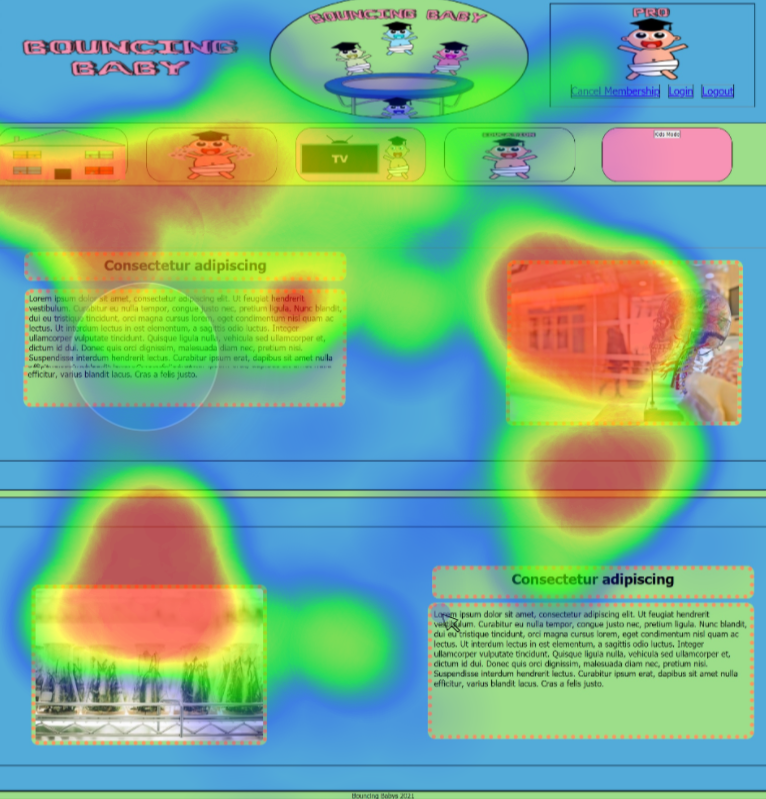 BOUNCING
BABY
BOUNCING BABY
PRO
Cancel Membership Login Logout
TV
Kids Mode
Consectetur adipiscing
Lorem ipsum dolor sit amet, consectetur adipiscing elit. Ut feugiat hendrerit
vestibulum. Curabitur eu nulla tempor, congue justo nec, pretium ligula. Nunc blandit,
dui eu tristique tincidunt, orci magna cursus lorem, eget condimentum nisl quam ac
lectus. Ut interdum lectus in est elementum, a sagittis odio luctus. Integer
ullamcorper vulputate tincidunt. Quisque ligula nulla, vehicula sed ullamcorper et,
dictum id dui. Donec quis orci dignissim, malesuada diam nec, pretium nisi.
Suspendisse interdum hendrerit lectus. Curabitur ipsum erat, dapibus sit amet nulla
efficitur, varius blandit lacus. Cras a felis justo.
Consectetur adipiscing
Lorem ipsum dolor sit amet, consectetur adipiscing elit. Ut feugiat hendrerit
vestibulum. Curabitur eu nulla tempor, congue justo nec, pretium ligula. Nunc blandit,
dui eu tristique tincidunt, orci magna cursus lorem, eget condimentum nisl quam ac
lectus. Ut interdum lectus in est elementum, a sagittis odio luctus. Integer
ullamcorper vulputate tincidunt. Quisque ligula nulla, vehicula sed ullamcorper et,
dictum id dui. Donec quis orci dignissim, malesuada diam nec, pretium nisi.
Suspendisse interdum hendrerit lectus. Curabitur ipsum erat, dapibus sit amet nulla
efficitur, varius blandit lacus. Cras a felis justo.
Bouncing Babys 2021